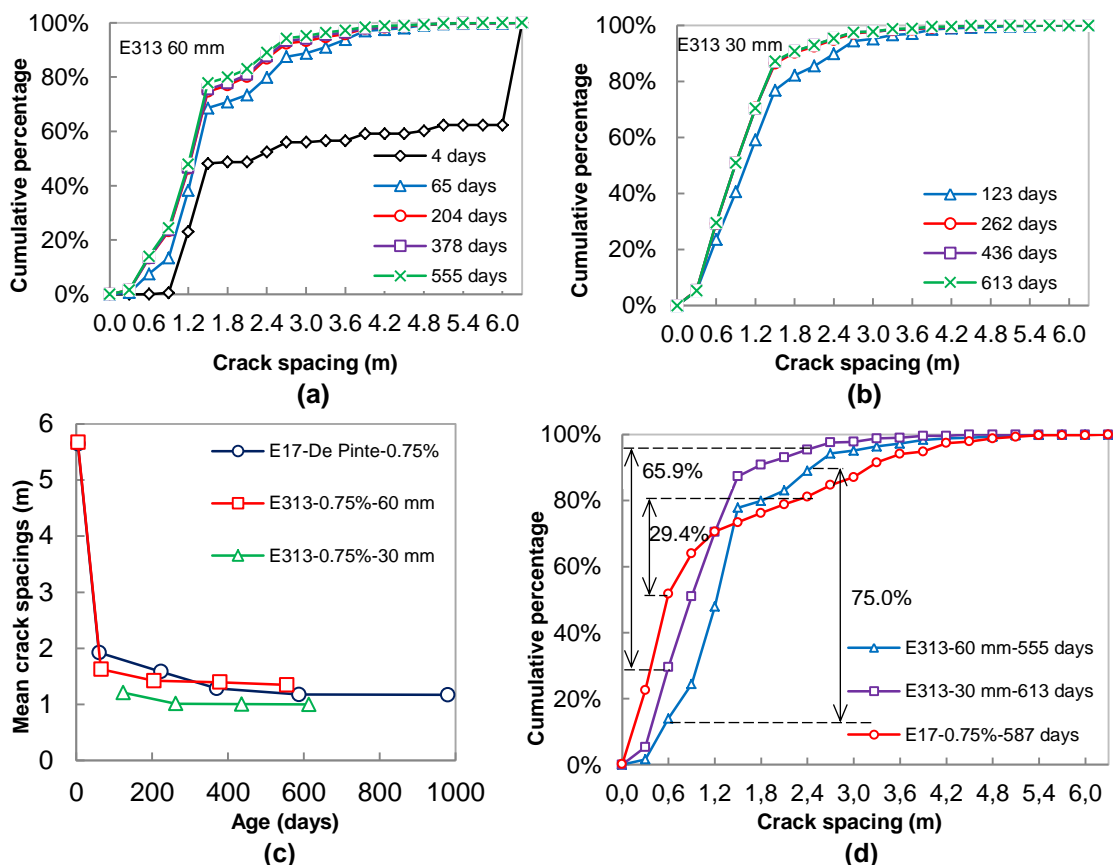 100%
80%
60%
40%
20%
0%
Cumulative percentage
E313 60 mm
4 days
65 days
204 days
378 days
555 days
0.0 0.6 1.2 1.8 2.4 3.0 3.6 4.2 4.8 5.4 6.0
Crack spacing (m)
(a)
100%
80%
60%
40%
20%
0%
Cumulative percentage
E313 30 mm
123 days
262 days
436 days
613 days
0.0 0.6 1.2 1.8 2.4 3.0 3.6 4.2 4.8 5.4 6.0
Crack spacing (m)
(b)
6
5
4
3
2
1
0
Mean crack spacings (m)
E17-De Pinte-0.75%
E313-0.75%-60 mm
E313-0.75%-30 mm
0 200 400 600 800 1000
Age (days)
(c)
100%
80%
60%
40%
20%
0%
Cumulative percentage
65.9%
29.4%
75.0%
E313-60 mm-555 days
E313-30 mm-613 days
E17-0.75%-587 days
0,0 0,6 1,2 1,8 2,4 3,0 3,6 4,2 4,8 5,4 6,0
Crack spacing (m)
(d)